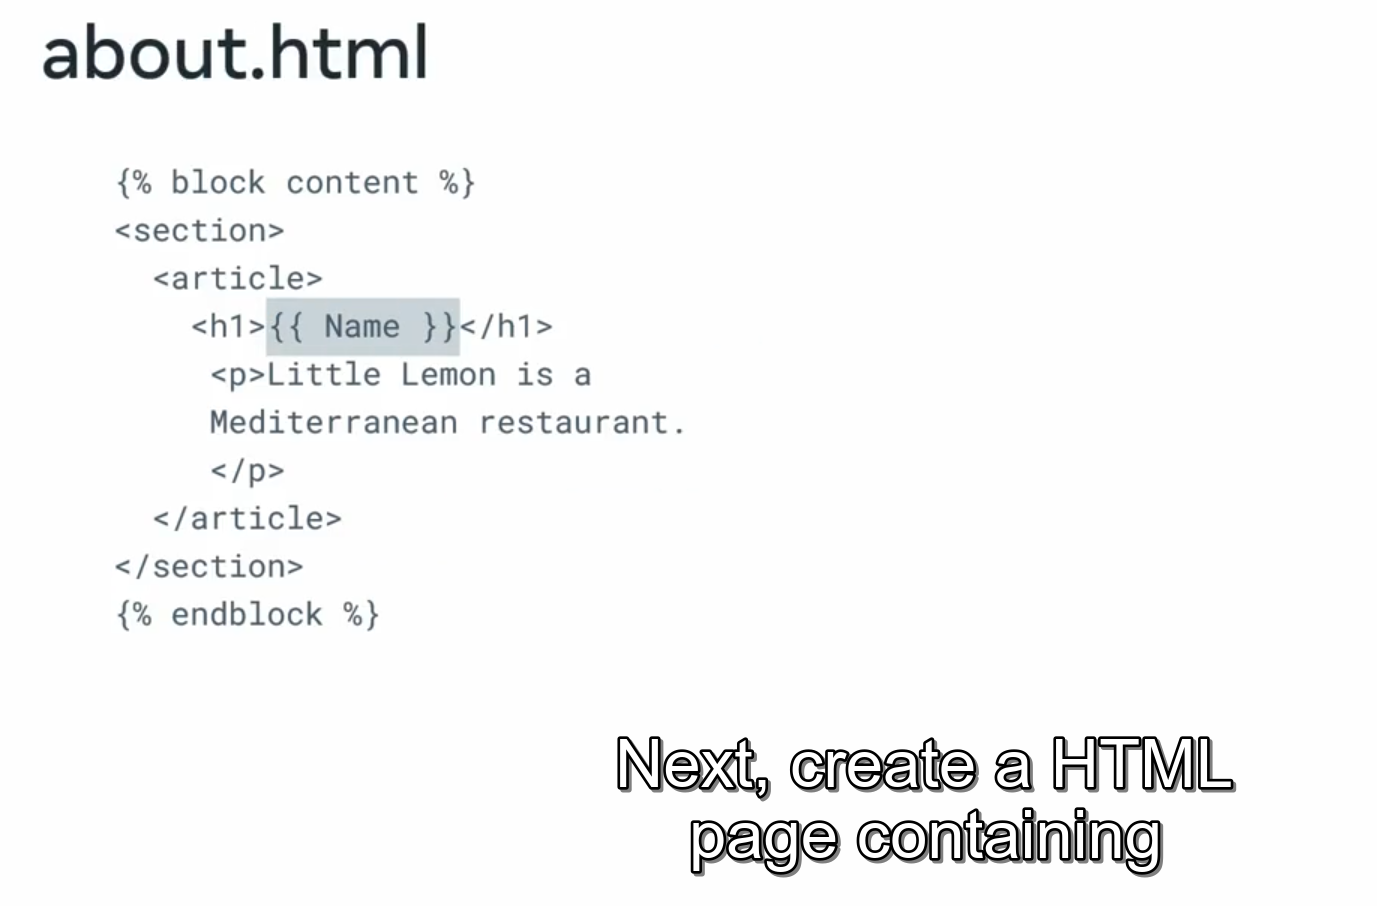 about.html
{% block content %}
<section>
<article>
<h1>{{ Name }}</h1>
<p>Little Lemon is a
Mediterranean restaurant.
</p>
</article>
</section>
{% endblock %}
Next, create a HTML
page containing